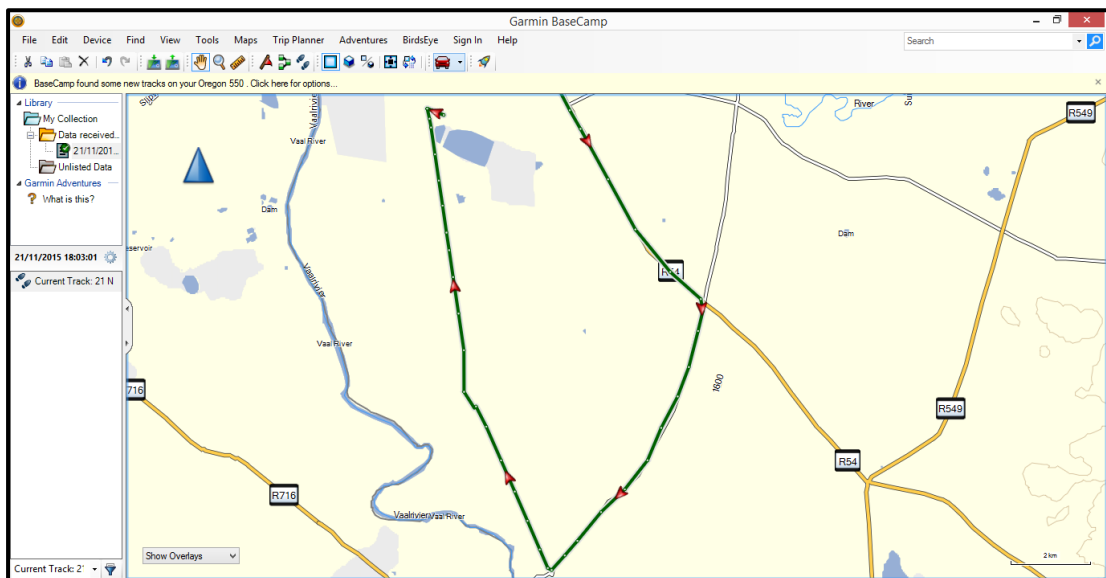 Garmin BaseCamp
File Edit Device Find View Tools Maps Trip Planner Adventures BirdsEye Sign In Help
Search
BaseCamp found some new tracks on your Oregon 550 . Click here for options...
Library
My Collection
Data received..
21/11/201...
Unlisted Data
Garmin Adventures
What is this?
21/11/2015 18:03:01
Current Track: 21 N
Vaalrivier
Vaal River
River
R549
Dam
Dam
eservoir
R54
Vaalrivier
Vaal River
1600
716
R549
R54
R716
Vaalrivier
Vaal River
Show Overlays
2 km
Current Track: 2